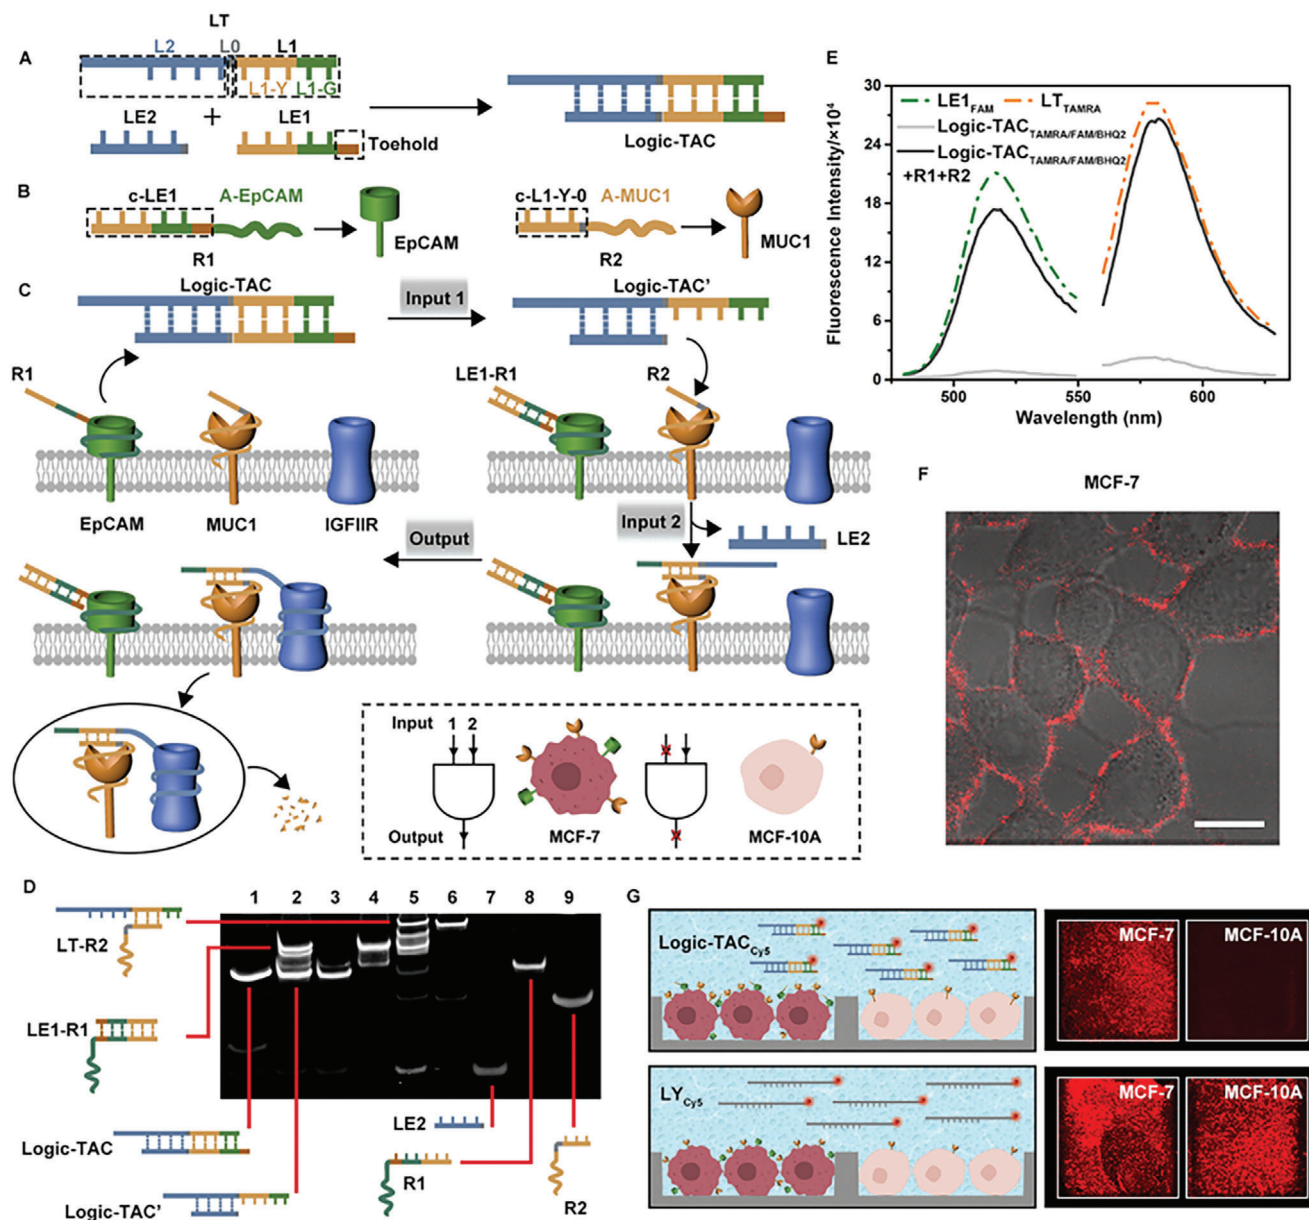 A
LT
L2 L0 L1
L1-Y L1-G
LE2 + LE1
Toehold
Logic-TAC
B
c-LE1 A-EpCAM
R1
EpCAM
c-L1-Y-0 A-MUC1
R2
MUC1
C
Logic-TAC
Input 1
Logic-TAC’
R1
LE1-R1
R2
EpCAM MUC1 IGFIIR
Input 2
LE2
Output
Input 1 2
Output
MCF-7
MCF-10A
D
1 2 3 4 5 6 7 8 9
LT-R2
LE1-R1
Logic-TAC
Logic-TAC’
LE2
R1
R2
E
Fluorescence Intensity/×10⁴
30
24
18
12
6
0
500 550 600
Wavelength (nm)
LE1FAM LTTAMRA
Logic-TACTAMRA/FAM/BHQ2
Logic-TACTAMRA/FAM/BHQ2
+R1+R2
F
MCF-7
G
Logic-TACCy5
MCF-7 MCF-10A
LYCy5
MCF-7 MCF-10A